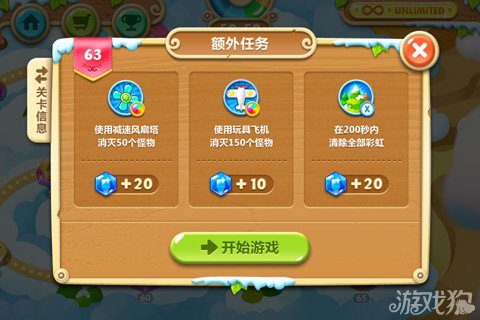 UNLIMITED
额外任务
63
关卡信息
使用减速风扇塔
消灭50个怪物
+20
使用玩具飞机
消灭150个怪物
+10
在200秒内
清除全部彩虹
+20
开始游戏
60
65
游戏狗